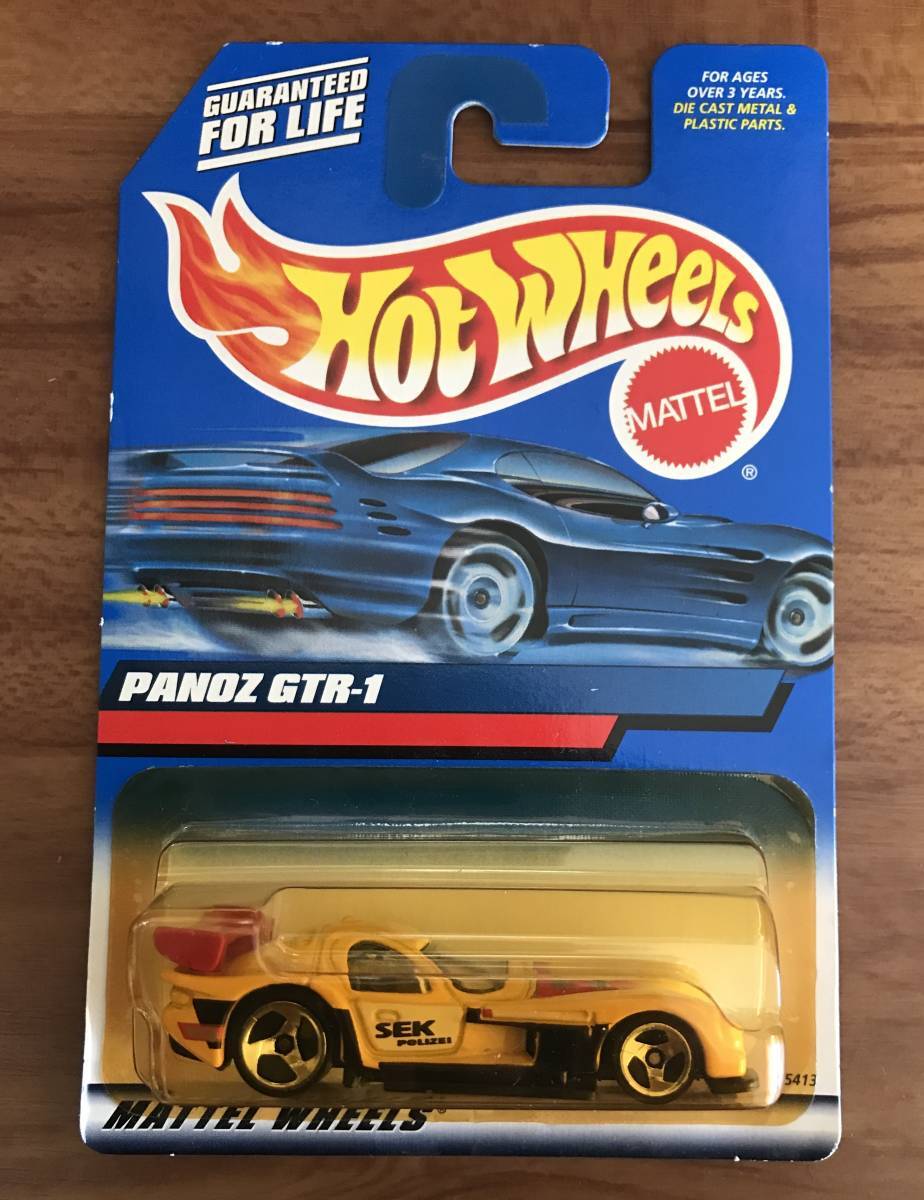 GUARANTEED
FOR LIFE
FOR AGES
OVER 3 YEARS.
DIE CAST METAL &
PLASTIC PARTS.
HOT WHEELS
MATTEL
®
PANOZ GTR-1
SEK
POLIZEI
5413
MATTEL WHEELS®